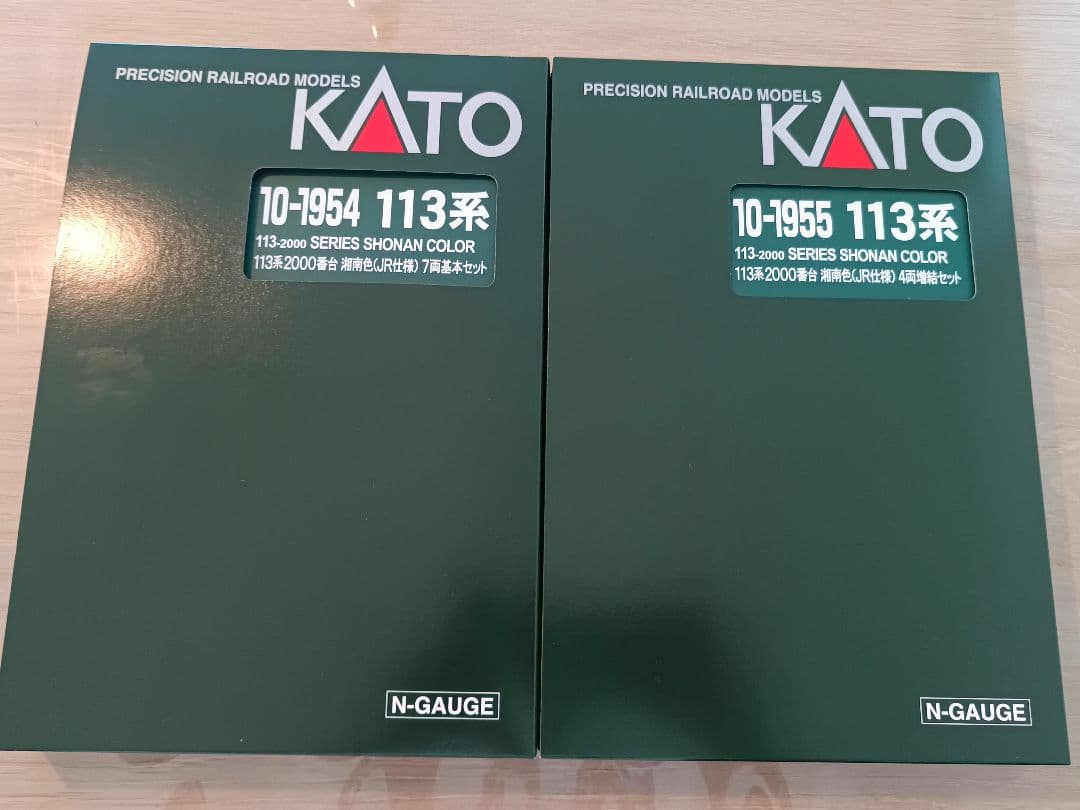 PRECISION RAILROAD MODELS
KATO
10-1954 113系
113-2000 SERIES SHONAN COLOR
113系2000番台 湘南色(JR仕様) 7両基本セット
N-GAUGE
PRECISION RAILROAD MODELS
KATO
10-1955 113系
113-2000 SERIES SHONAN COLOR
113系2000番台 湘南色(JR仕様) 4両増結セット
N-GAUGE